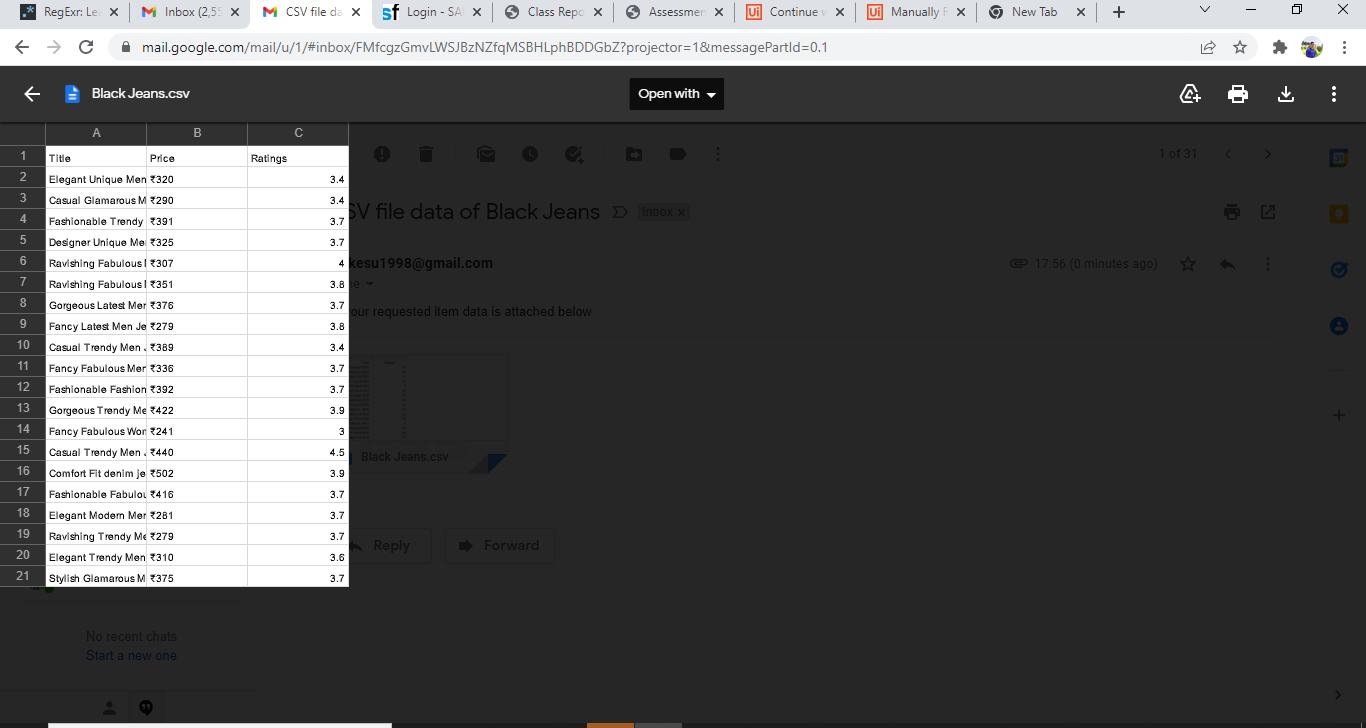 RegExr: Le
Inbox (2,55
CSV file da
Login - SA
Class Repo
Assessmen
Continue w
Manually R
New Tab
mail.google.com/mail/u/1/#inbox/FMfcgzGmvLWSJBzNZfqMSBHLphBDDGbZ?projector=1&messagePartId=0.1
Black Jeans.csv
Open with
A B C
1 Title Price Ratings
2 Elegant Unique Men ₹320 3.4
3 Casual Glamarous M ₹290 3.4
4 Fashionable Trendy ₹391 3.7
5 Designer Unique Me ₹325 3.7
6 Ravishing Fabulous ₹307 4
7 Ravishing Fabulous ₹351 3.8
8 Gorgeous Latest Men ₹376 3.7
9 Fancy Latest Men Je ₹279 3.8
10 Casual Trendy Men ₹389 3.4
11 Fancy Fabulous Men ₹336 3.7
12 Fashionable Fashion ₹392 3.7
13 Gorgeous Trendy Me ₹422 3.9
14 Fancy Fabulous Wom ₹241 3
15 Casual Trendy Men ₹440 4.5
16 Comfort Fit denim je ₹502 3.9
17 Fashionable Fabulou ₹416 3.7
18 Elegant Modern Men ₹281 3.7
19 Ravishing Trendy Me ₹279 3.7
20 Elegant Trendy Men ₹310 3.6
21 Stylish Glamarous M ₹375 3.7
1 of 31
SV file data of Black Jeans
Inbox x
kesu1998@gmail.com
17:56 (0 minutes ago)
me
our requested item data is attached below
Black Jeans.csv
Reply
Forward
No recent chats
Start a new one